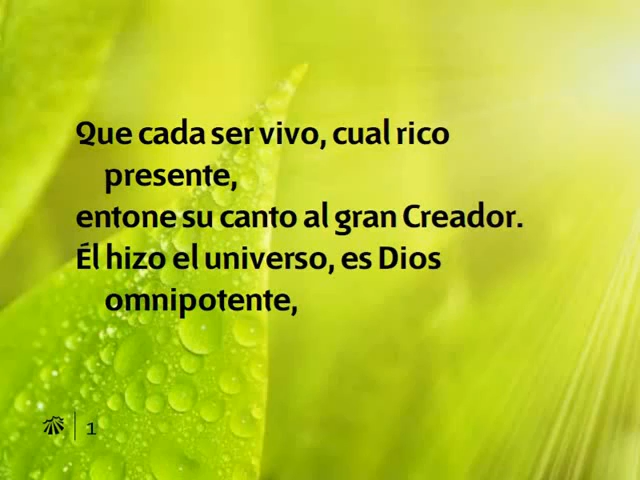 Que cada ser vivo, cual rico
presente,
entone su canto al gran Creador.
Él hizo el universo, es Dios
omnipotente,
1